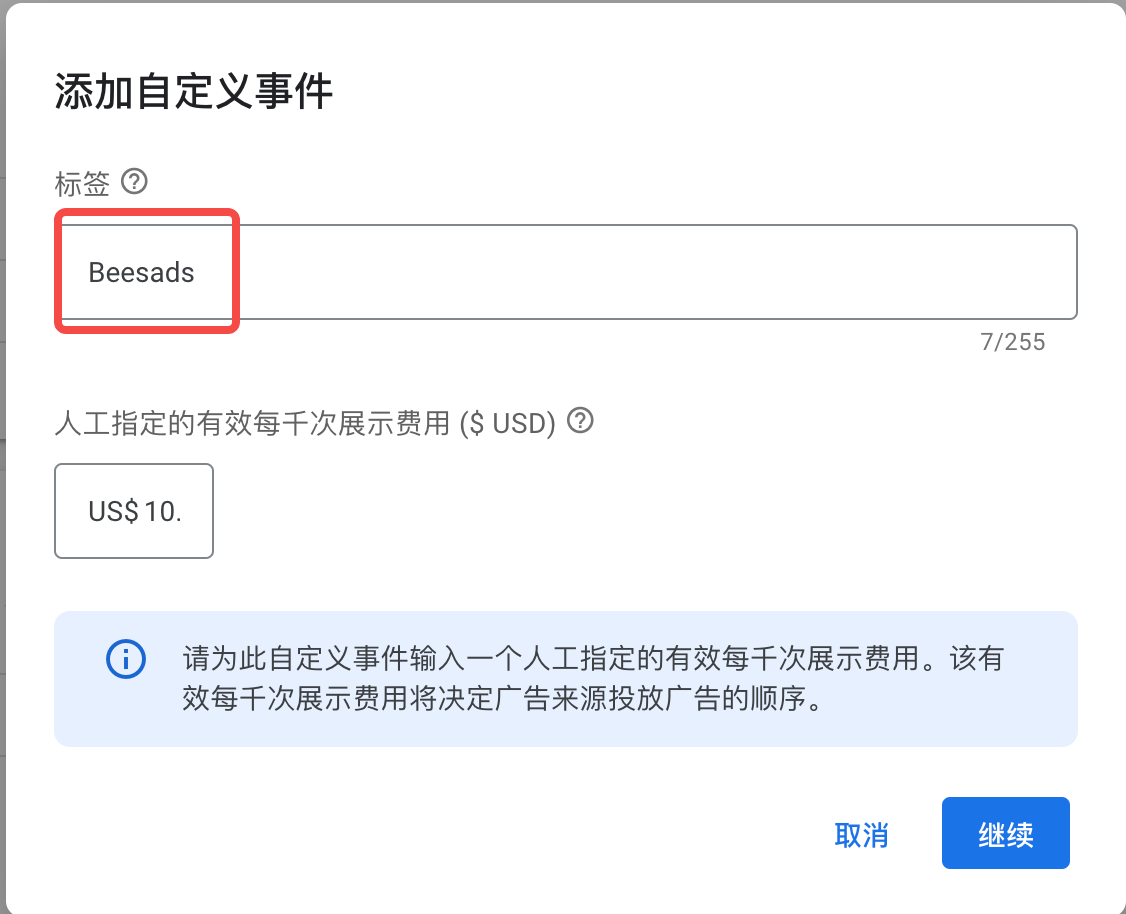 添加自定义事件
标签
Beesads
7/255
人工指定的有效每千次展示费用 ($ USD)
US$ 10.
请为此自定义事件输入一个人工指定的有效每千次展示费用。该有
效每千次展示费用将决定广告来源投放广告的顺序。
取消
继续